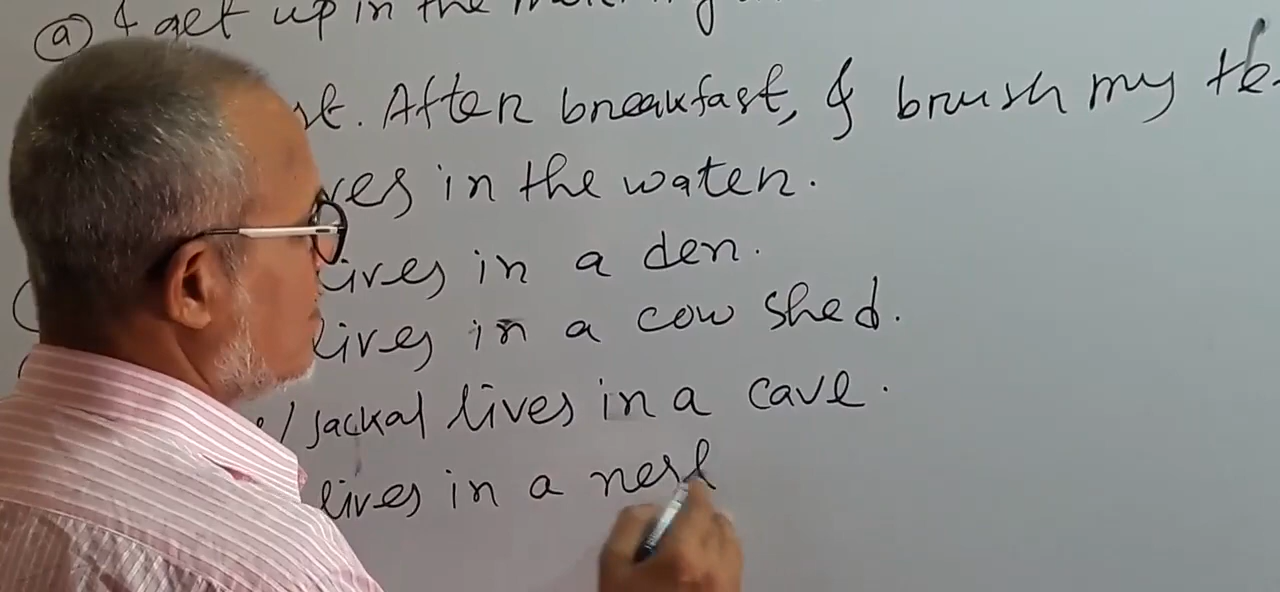 (a) I get up in the
st. After breakfast, I brush my te
ves in the water.
lives in a den.
lives in a cow shed.
/ jackal lives in a cave.
lives in a nest